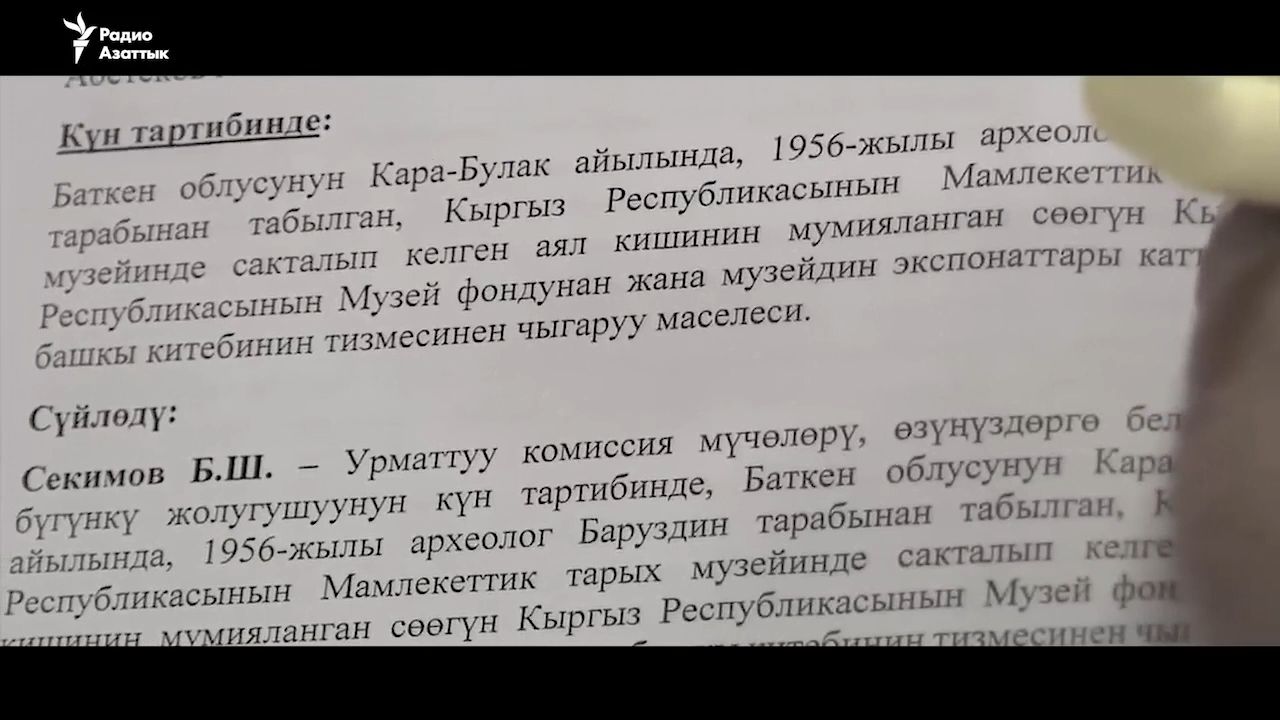 Радио
Азаттык
Күн тартибинде:
Баткен облусунун Кара-Булак айылында, 1956-жылы
тарабынан табылган, Кыргыз Республикасынын Мамлекеттик
музейинде сакталып келген аял кишинин мумияланган сөөгүн
Республикасынын Музей фондунан жана музейдин экспонаттары
башкы китебинин тизмесинен чыгаруу маселеси.
Сүйлөдү:
Секимов Б.Ш. – Урматтуу комиссия мүчөлөрү, өзүңүздөргө
бүгүнкү жолугушуунун күн тартибинде, Баткен облусунун Кара
айылында, 1956-жылы археолог Баруздин тарабынан табылган,
Республикасынын Мамлекеттик тарых музейинде сакталып
кишинин мумияланган сөөгүн Кыргыз Республикасынын Музей
китебинин тизмесинен